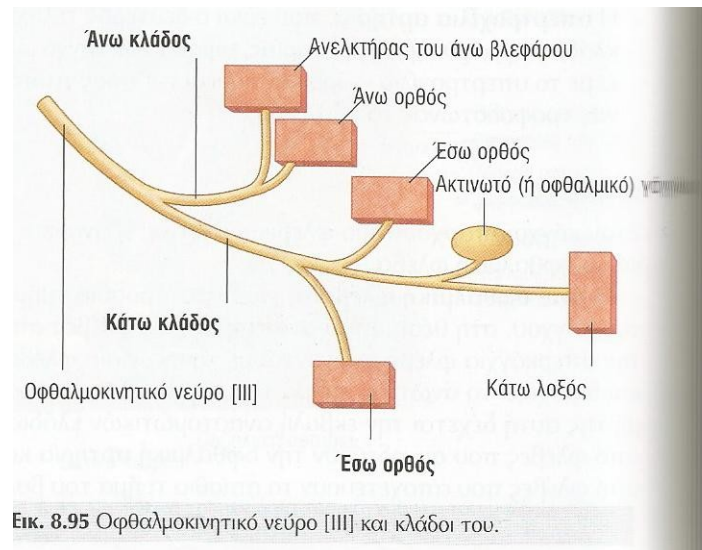 Άνω κλάδος
Ανελκτήρας του άνω βλεφάρου
Άνω ορθός
Έσω ορθός
Ακτινωτό (ή οφθαλμικό)
Κάτω κλάδος
Οφθαλμοκινητικό νεύρο [III]
Κάτω λοξός
Έσω ορθός
Εικ. 8.95 Οφθαλμοκινητικό νεύρο [III] και κλάδοι του.